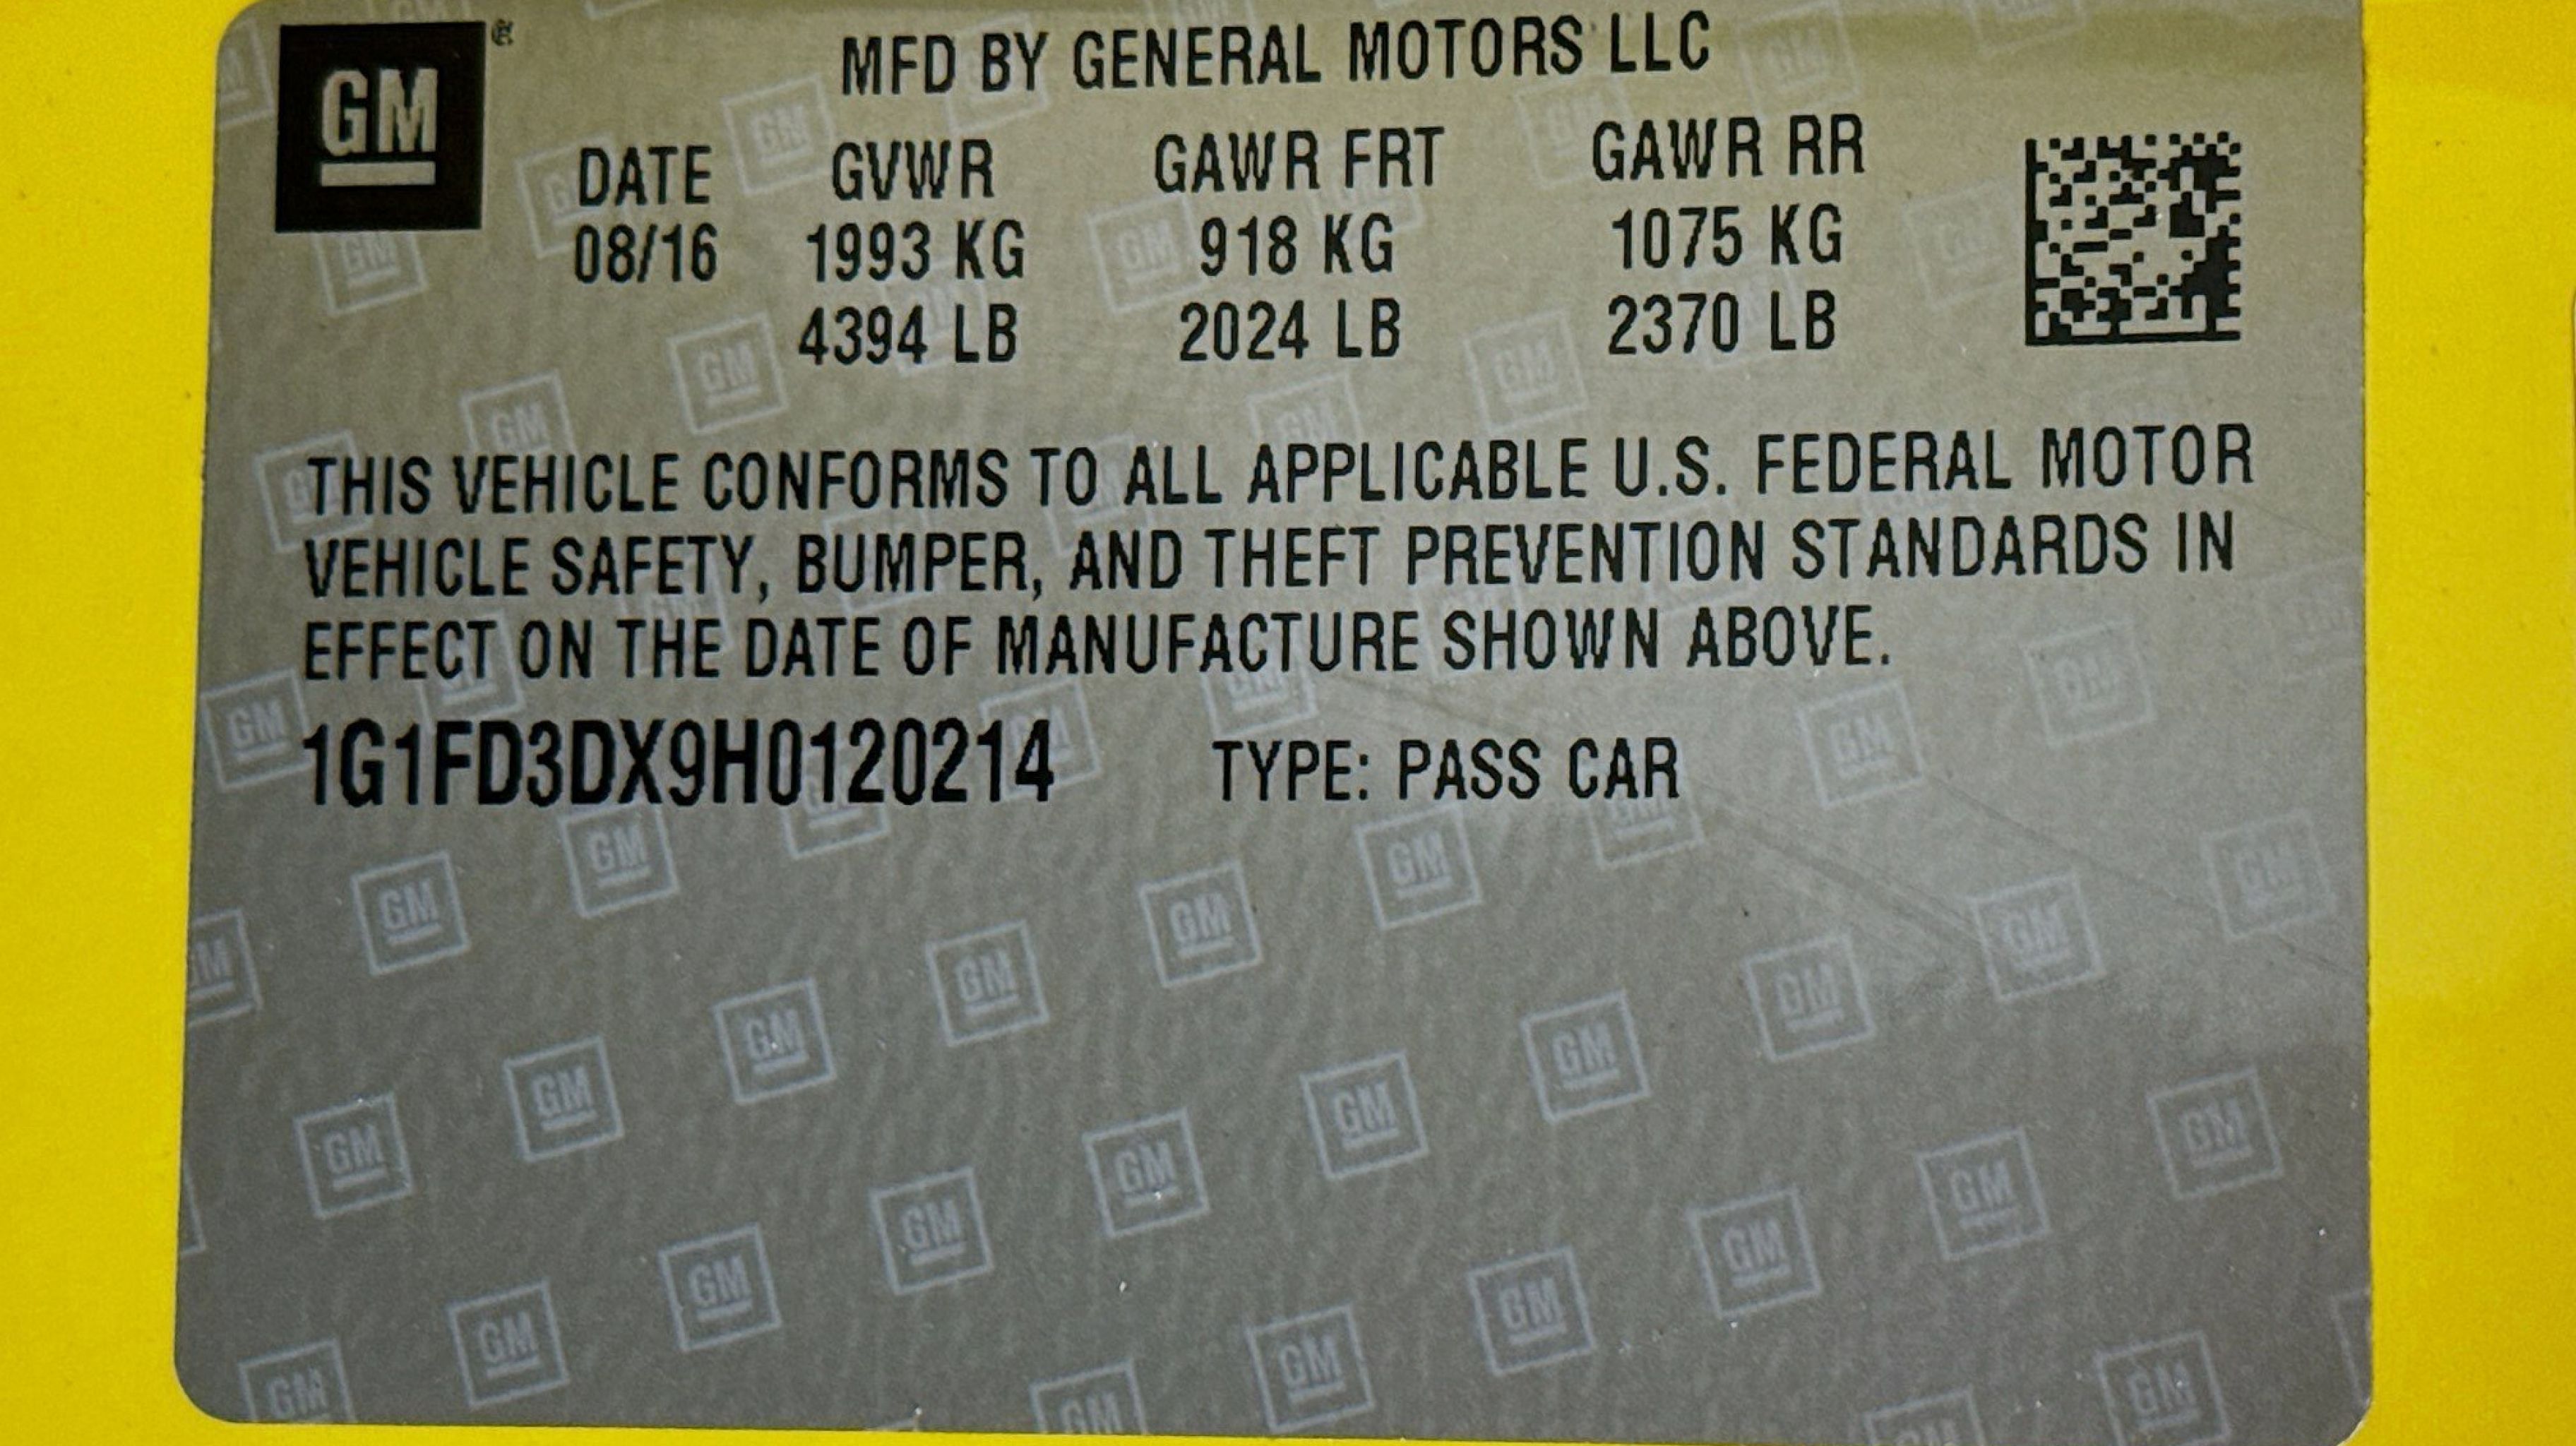 GM
MFD BY GENERAL MOTORS LLC
DATE GVWR GAWR FRT GAWR RR
08/16 1993 KG 918 KG 1075 KG
4394 LB 2024 LB 2370 LB
THIS VEHICLE CONFORMS TO ALL APPLICABLE U.S. FEDERAL MOTOR
VEHICLE SAFETY, BUMPER, AND THEFT PREVENTION STANDARDS IN
EFFECT ON THE DATE OF MANUFACTURE SHOWN ABOVE.
1G1FD3DX9H0120214 TYPE: PASS CAR